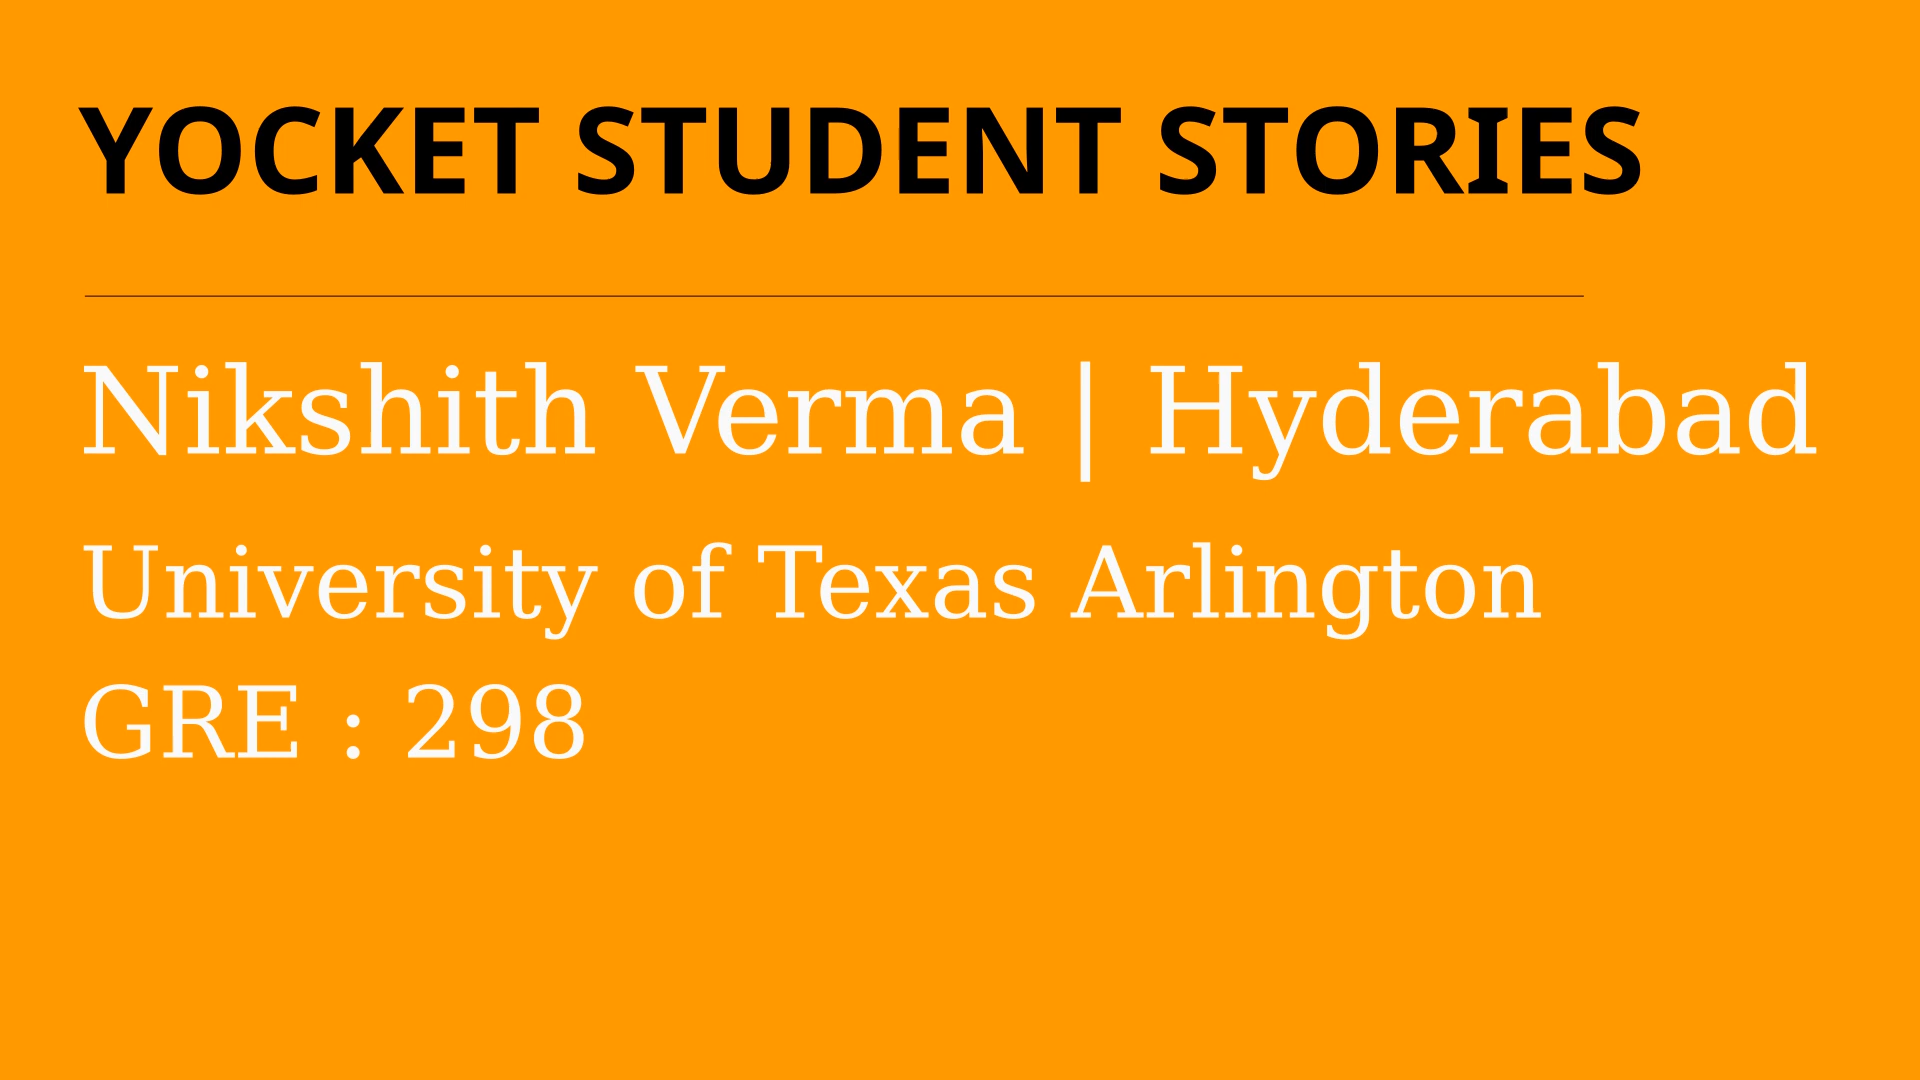 YOCKET STUDENT STORIES
Nikshith Verma | Hyderabad
University of Texas Arlington
GRE : 298